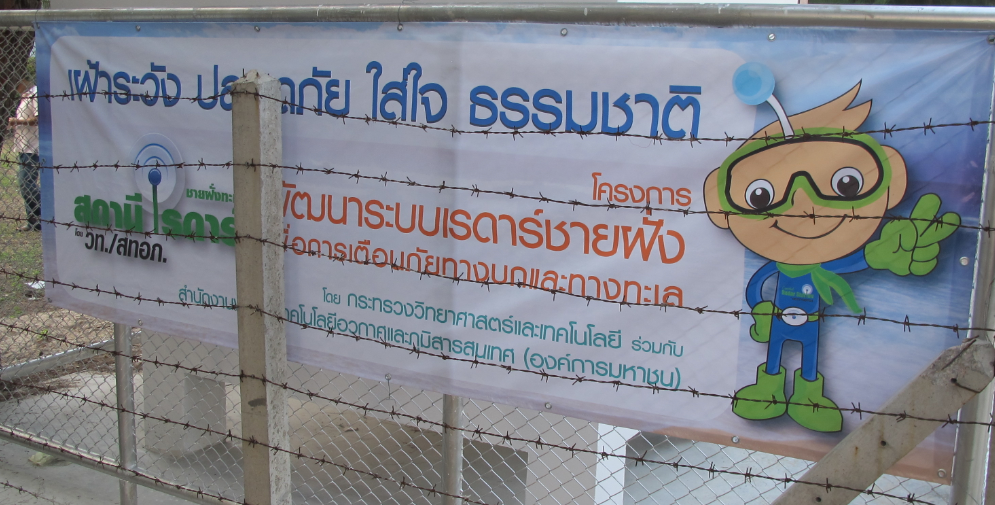 เฝ้าระวัง ใส่ใจ ธรรมชาติ
ชายฝั่งทะ
สถานีเรดาร
โดย วท./สทอภ.
โครงการ
พัฒนาระบบเรดาร์ชายฝั่ง
เพื่อการเตือนภัยทางบกและทางทะเล
โดย กระทรวงวิทยาศาสตร์และเทคโนโลยี ร่วมกับ
สำนักงาน เทคโนโลยีอวกาศและภูมิสารสนเทศ (องค์การมหาชน)